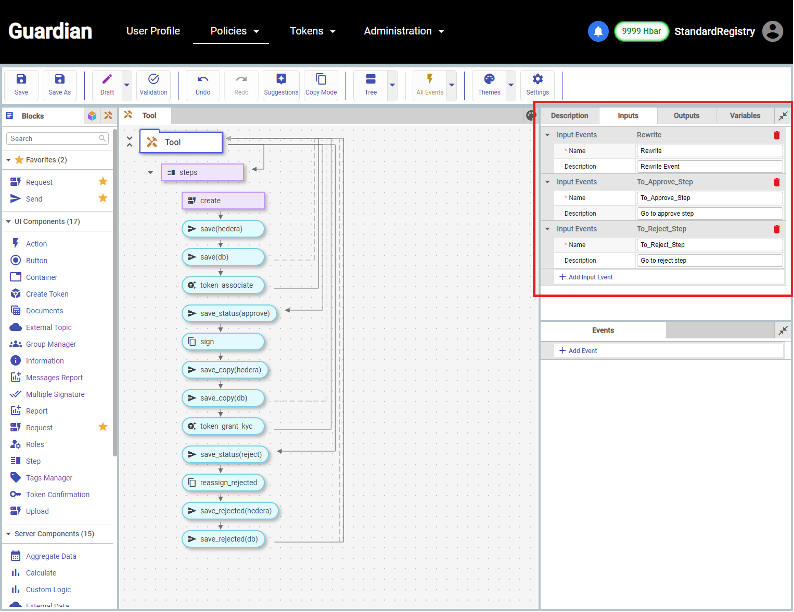 Guardian
User Profile
Policies
Tokens
Administration
9999 Hbar
StandardRegistry
Save
Save As
Draft
Validation
Undo
Redo
Suggestions
Copy Mode
Tree
All Events
Themes
Settings
Blocks
Search
Favorites (2)
Request
Send
UI Components (17)
Action
Button
Container
Create Token
Documents
External Topic
Group Manager
Information
Messages Report
Multiple Signature
Report
Request
Roles
Step
Tags Manager
Token Confirmation
Upload
Server Components (15)
Aggregate Data
Calculate
Custom Logic
External Data
Tool
Tool
steps
create
save(hedera)
save(db)
token_associate
save_status(approve)
sign
save_copy(hedera)
save_copy(db)
token_grant_kyc
save_status(reject)
reassign_rejected
save_rejected(hedera)
save_rejected(db)
Description
Inputs
Outputs
Variables
Input Events Rewrite
* Name Rewrite
Description Rewrite Event
Input Events To_Approve_Step
* Name To_Approve_Step
Description Go to approve step
Input Events To_Reject_Step
* Name To_Reject_Step
Description Go to reject step
+ Add Input Event
Events
+ Add Event